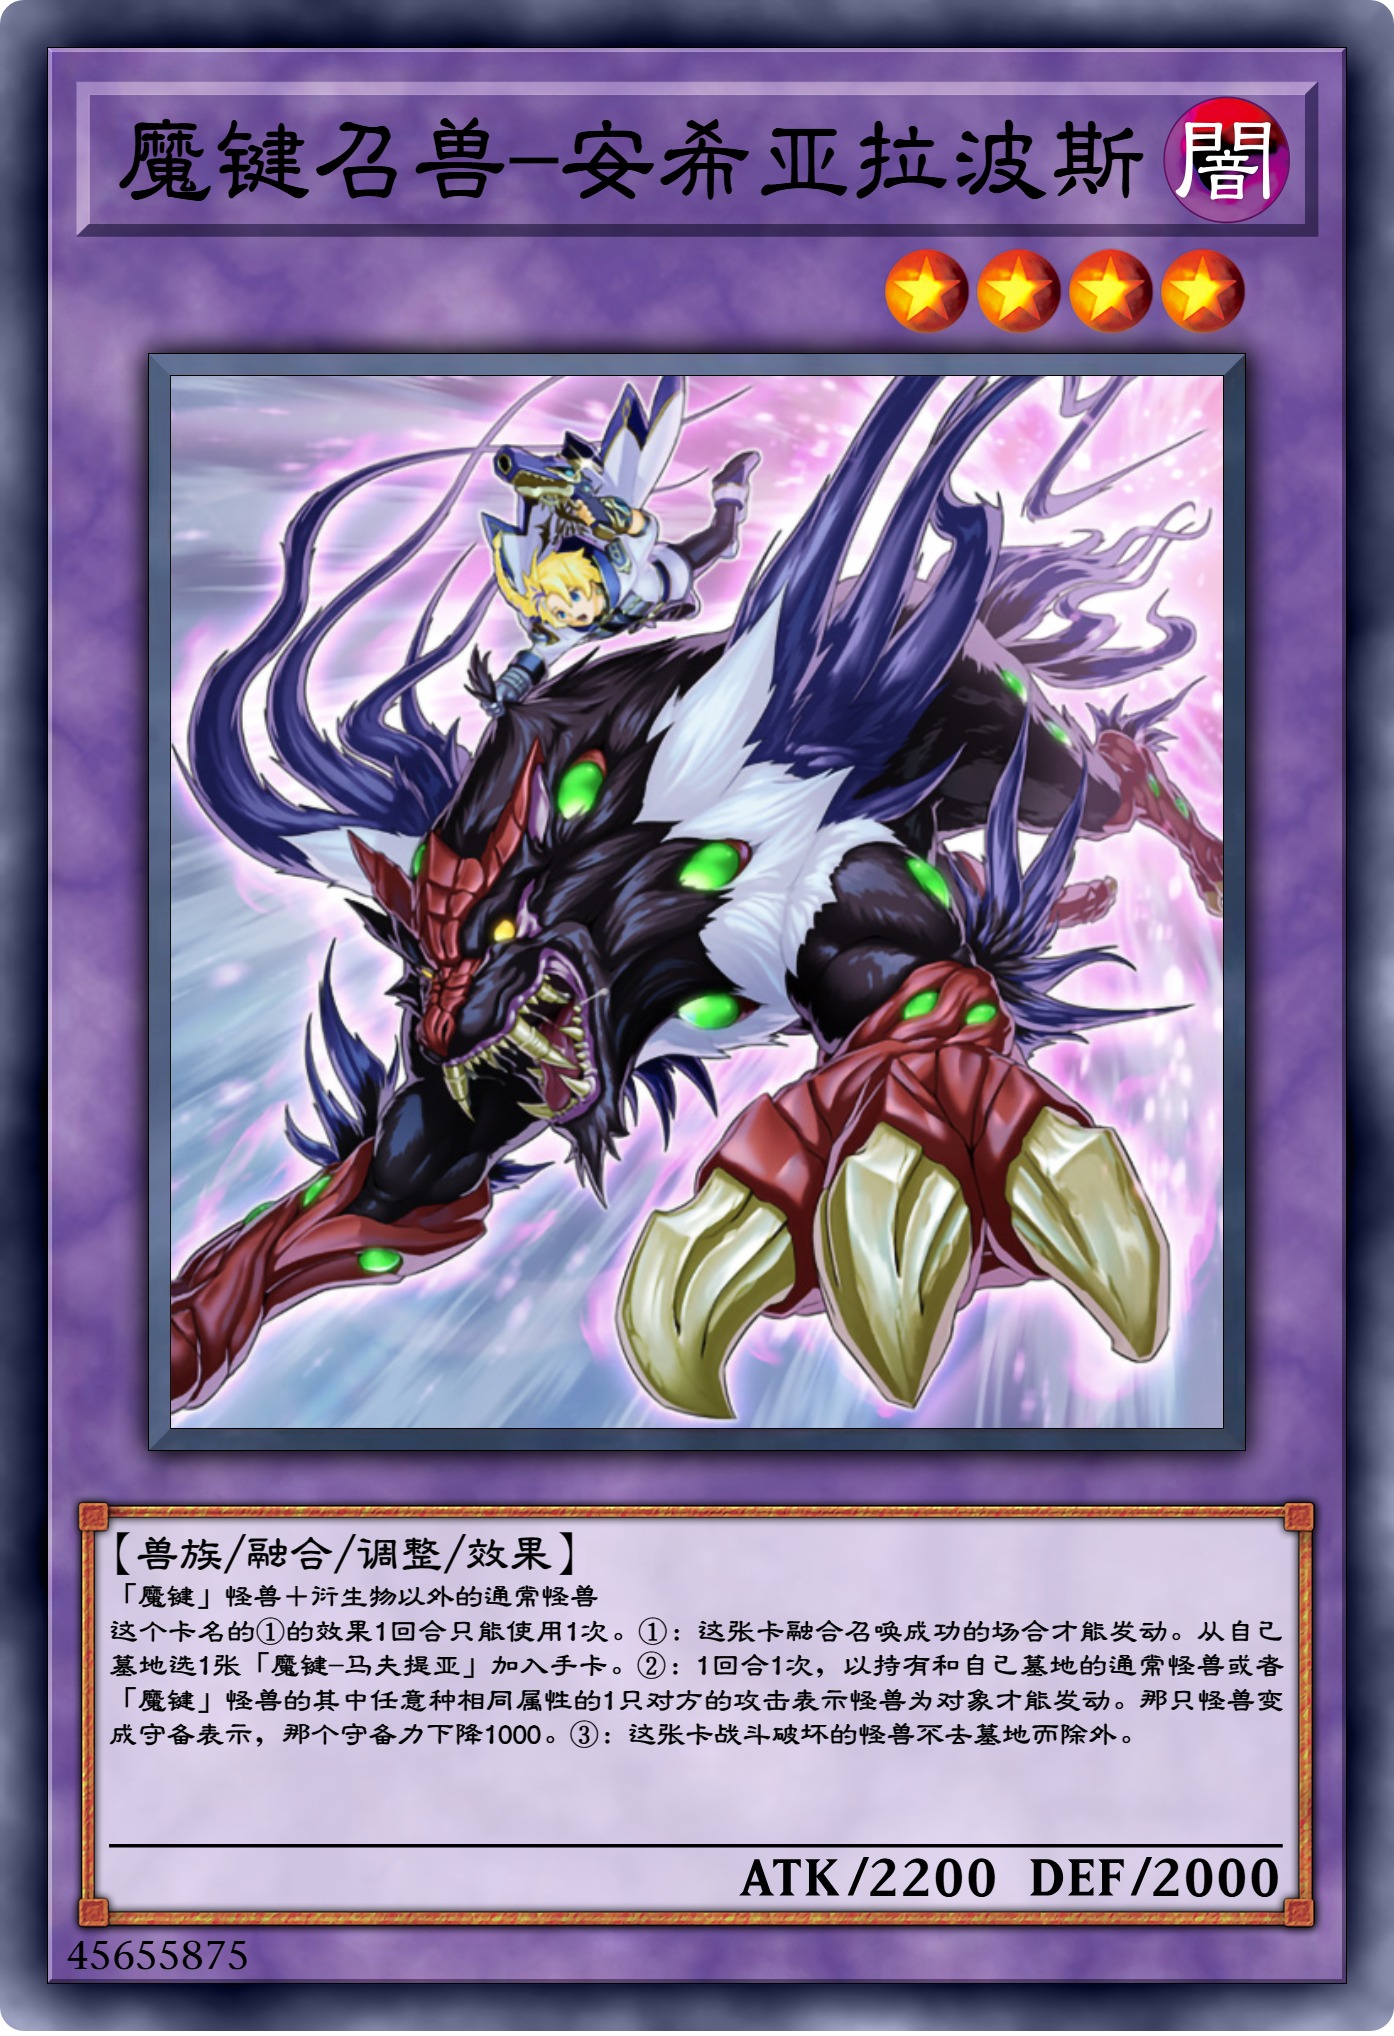 魔键召兽-安希亚拉波斯
闇
【兽族/融合/调整/效果】
「魔键」怪兽＋衍生物以外的通常怪兽
这个卡名的①的效果1回合只能使用1次。①：这张卡融合召唤成功的场合才能发动。从自己
墓地选1张「魔键-马夫提亚」加入手卡。②：1回合1次，以持有和自己墓地的通常怪兽或者
「魔键」怪兽的其中任意种相同属性的1只对方的攻击表示怪兽为对象才能发动。那只怪兽变
成守备表示，那个守备力下降1000。③：这张卡战斗破坏的怪兽不去墓地而除外。
ATK/2200 DEF/2000
45655875